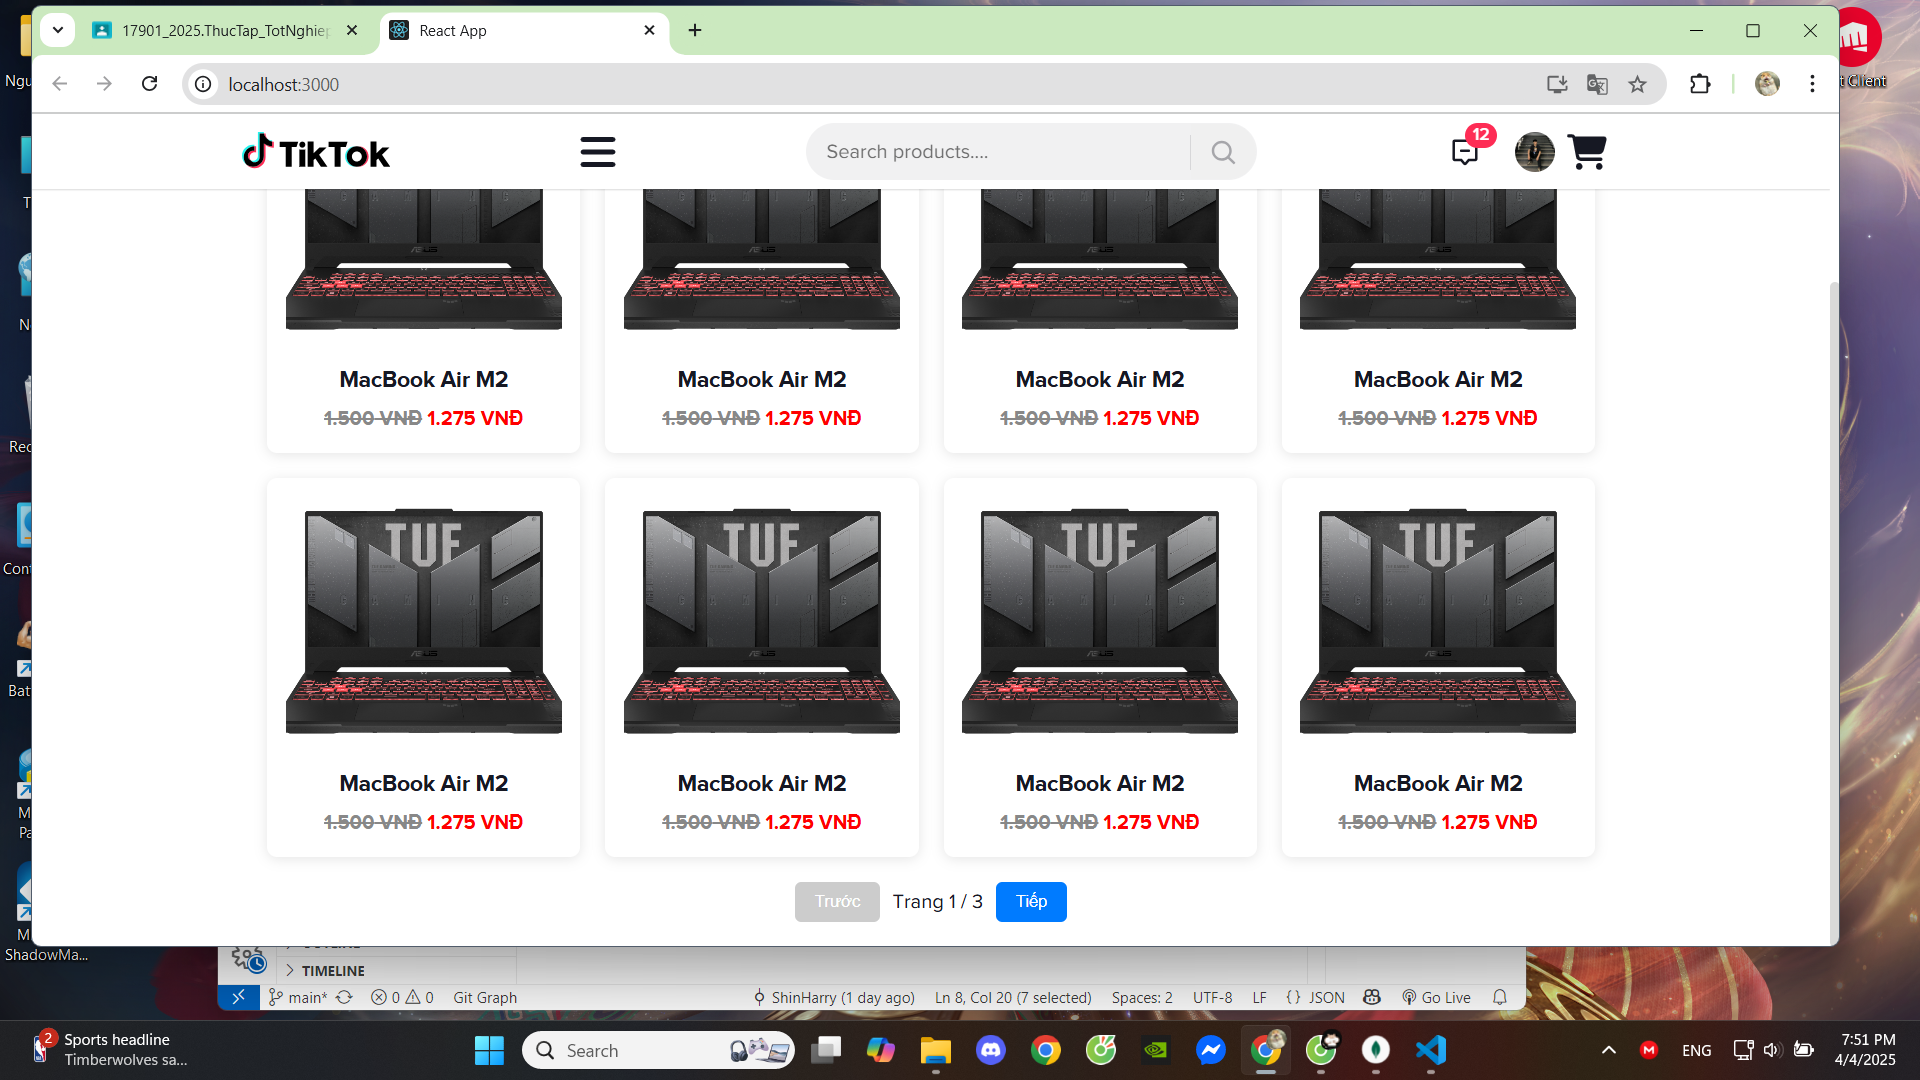 17901_2025.ThucTap_TotNghiep
React App
localhost:3000
TikTok
Search products....
12
MacBook Air M2
1.500 VNĐ 1.275 VNĐ
MacBook Air M2
1.500 VNĐ 1.275 VNĐ
MacBook Air M2
1.500 VNĐ 1.275 VNĐ
MacBook Air M2
1.500 VNĐ 1.275 VNĐ
TUF
TUF
TUF
TUF
MacBook Air M2
1.500 VNĐ 1.275 VNĐ
MacBook Air M2
1.500 VNĐ 1.275 VNĐ
MacBook Air M2
1.500 VNĐ 1.275 VNĐ
MacBook Air M2
1.500 VNĐ 1.275 VNĐ
Trước
Trang 1 / 3
Tiếp
ShadowMa...
TIMELINE
main*
0 0
Git Graph
ShinHarry (1 day ago)
Ln 8, Col 20 (7 selected)
Spaces: 2
UTF-8
LF
{ } JSON
Go Live
2
Sports headline
Timberwolves sa...
Search
ENG
7:51 PM
4/4/2025